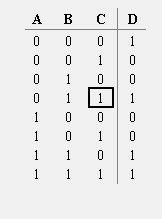 A B C D
0 0 0 1
0 0 1 0
0 1 0 0
0 1 1 1
1 0 0 0
1 0 1 0
1 1 0 1
1 1 1 1